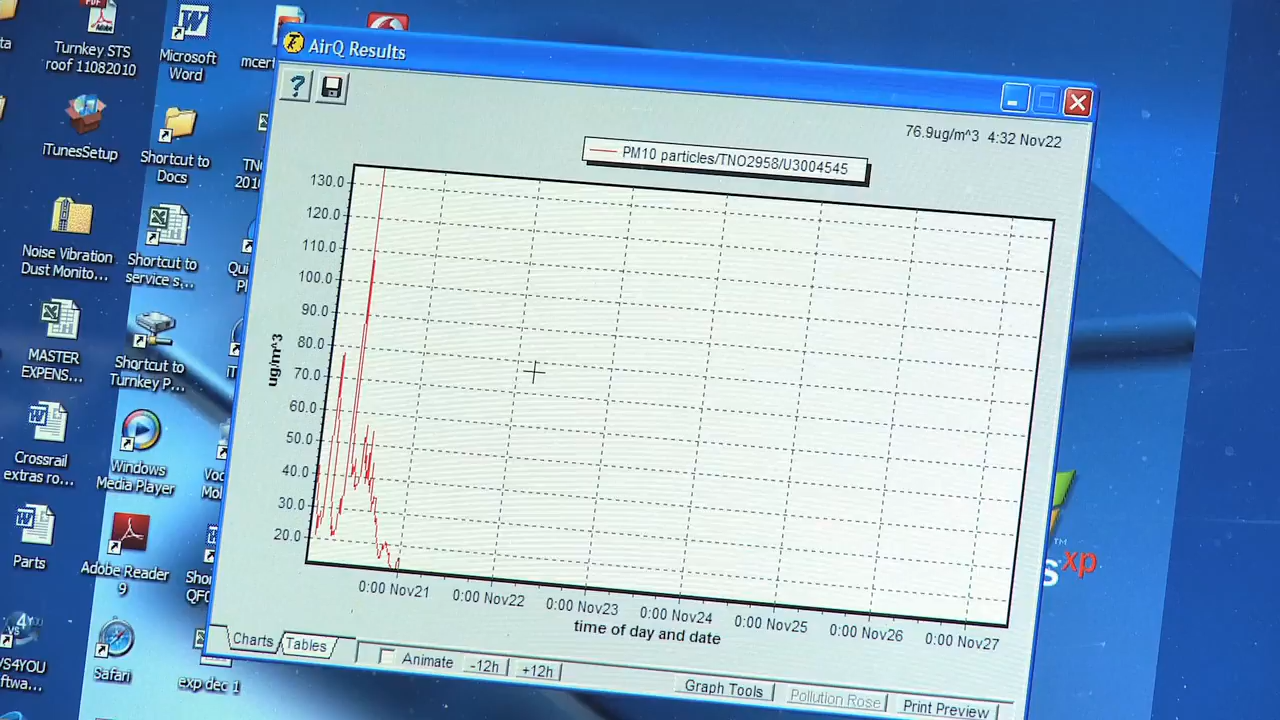 Turnkey STS
roof 11082010
Microsoft
Word
iTunesSetup
Shortcut to
Docs
Noise Vibration
Dust Monito...
Shortcut to
service s...
MASTER
EXPENS...
Shortcut to
Turnkey P...
Crossrail
extras ro...
Windows
Media Player
Parts
Adobe Reader
9
Safari
exp dec 1
AirQ Results
76.9ug/m^3 4:32 Nov22
PM10 particles/TNO2958/U3004545
130.0
120.0
110.0
100.0
90.0
80.0
70.0
60.0
50.0
40.0
30.0
20.0
ug/m^3
0:00 Nov21
0:00 Nov22
0:00 Nov23
0:00 Nov24
0:00 Nov25
0:00 Nov26
0:00 Nov27
time of day and date
Charts
Tables
Animate
-12h
+12h
Graph Tools
Pollution Rose
Print Preview
xp